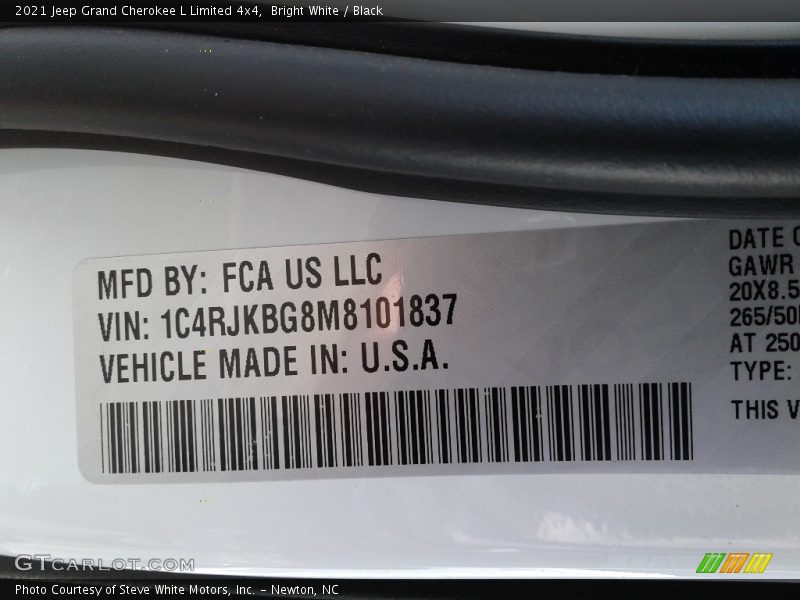 2021 Jeep Grand Cherokee L Limited 4x4, Bright White / Black
MFD BY: FCA US LLC
VIN: 1C4RJKBG8M8101837
VEHICLE MADE IN: U.S.A.
DATE
GAWR
20X8.5
265/50
AT 250
TYPE:
THIS V
GTCARLOT.COM
Photo Courtesy of Steve White Motors, Inc. – Newton, NC